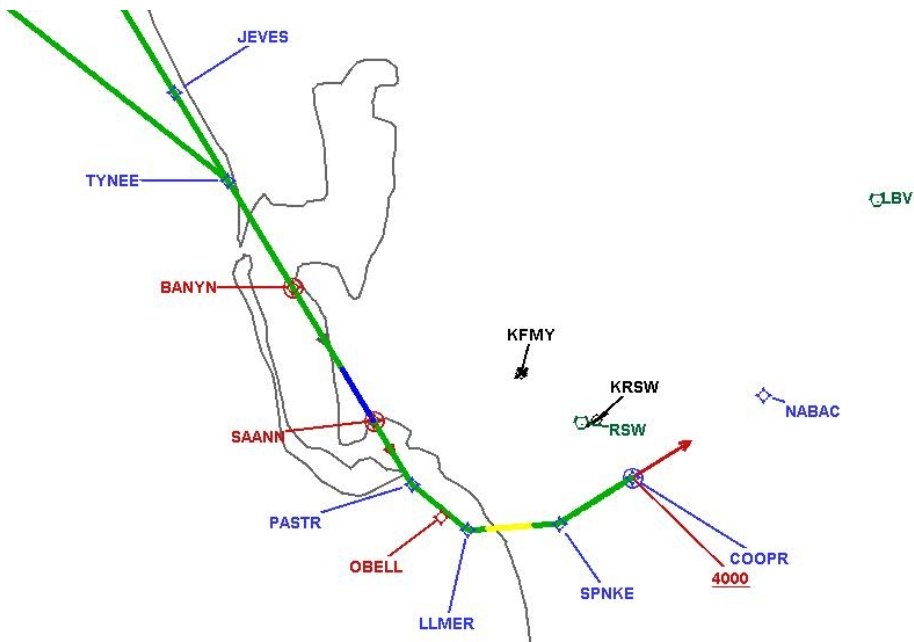 JEVES
TYNEE
LBV
BANYN
KFMY
KRSW
NABAC
SAANN
RSW
PASTR
OBELL
COOPR
4000
SPNKE
LLMER